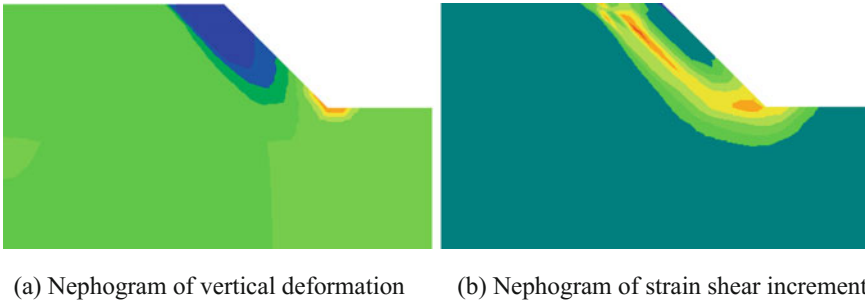 (a) Nephogram of vertical deformation
(b) Nephogram of strain shear increment